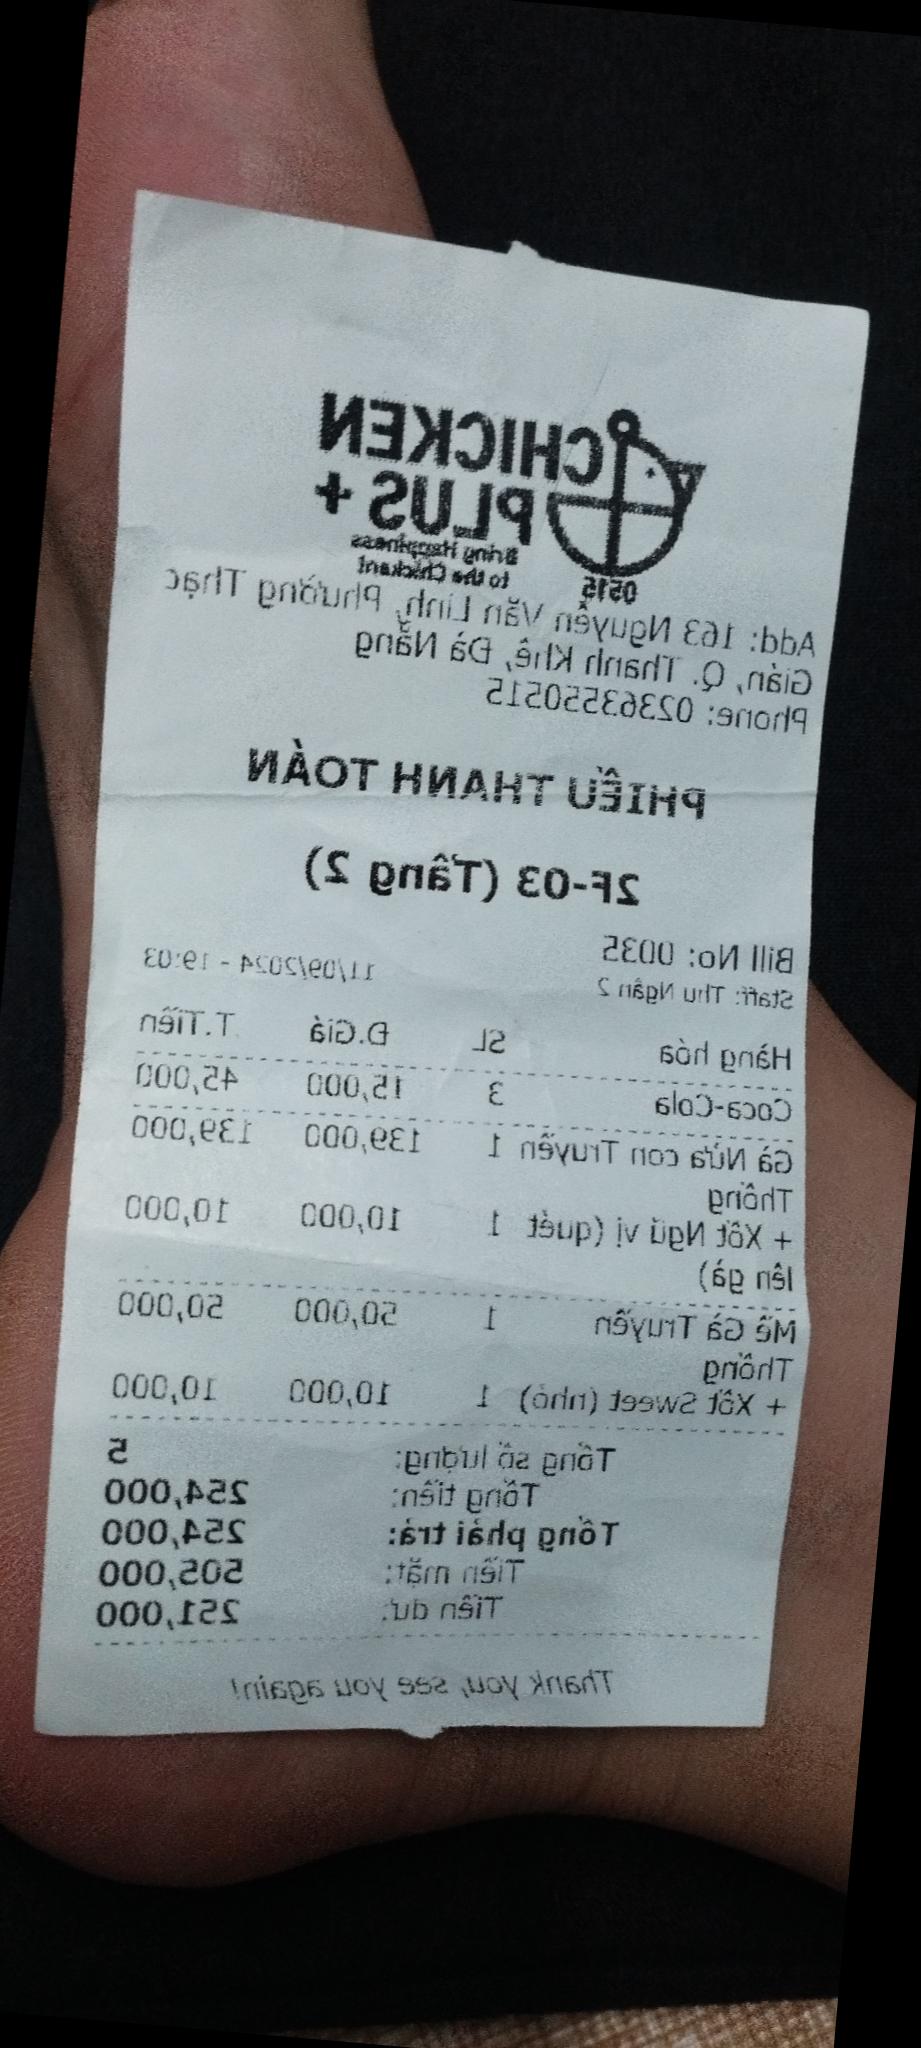 CHICKEN
PLUS +
Bring Happiness
to the Chickant
0515
Add: 163 Nguyễn Văn Linh, Phường Thạc
Gián, Q. Thanh Khê, Đà Nẵng
Phone: 02363550515
PHIẾU THANH TOÁN
2F-03 (Tầng 2)
Bill No: 0035
Staff: Thu Ngân 2 11/09/2024 - 19:03
Hàng hóa SL Đ.Giá T.Tiền
Coca-Cola 3 15,000 45,000
Gà Nửa con Truyền 1 139,000 139,000
Thống
+ Xốt Ngũ vị (quét 1 10,000 10,000
lên gà)
Mề Gà Truyền 1 50,000 50,000
Thống
+ Xốt Sweet (nhỏ) 1 10,000 10,000
Tổng số lượng: 5
Tổng tiền: 254,000
Tổng phải trả: 254,000
Tiền mặt: 505,000
Tiền dư: 251,000
Thank you, see you again!